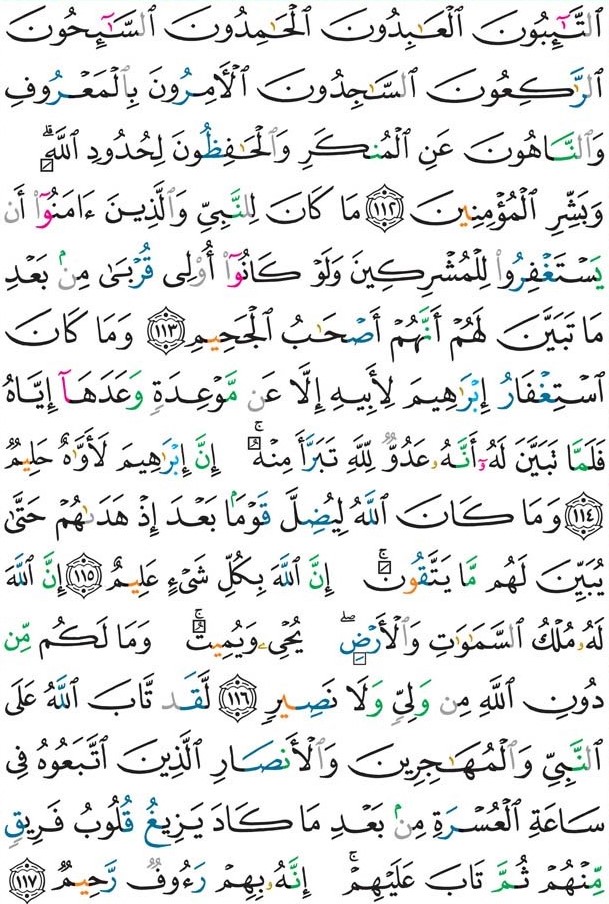 ٱلتَّـٰٓئِبُونَ ٱلْعَـٰبِدُونَ ٱلْحَـٰمِدُونَ ٱلسَّـٰٓئِحُونَ
ٱلرَّٰكِعُونَ ٱلسَّـٰجِدُونَ ٱلْـَٔامِرُونَ بِٱلْمَعْرُوفِ
وَٱلنَّاهُونَ عَنِ ٱلْمُنكَرِ وَٱلْحَـٰفِظُونَ لِحُدُودِ ٱللَّهِ ۗ
وَبَشِّرِ ٱلْمُؤْمِنِينَ ١١٢ مَا كَانَ لِلنَّبِىِّ وَٱلَّذِينَ ءَامَنُوٓا۟ أَن
يَسْتَغْفِرُوا۟ لِلْمُشْرِكِينَ وَلَوْ كَانُوٓا۟ أُو۟لِى قُرْبَىٰ مِنۢ بَعْدِ
مَا تَبَيَّنَ لَهُمْ أَنَّهُمْ أَصْحَـٰبُ ٱلْجَحِيمِ ١١٣ وَمَا كَانَ
ٱسْتِغْفَارُ إِبْرَٰهِيمَ لِأَبِيهِ إِلَّا عَن مَّوْعِدَةٍ وَعَدَهَآ إِيَّاهُ
فَلَمَّا تَبَيَّنَ لَهُۥٓ أَنَّهُۥ عَدُوٌّ لِّلَّهِ تَبَرَّأَ مِنْهُ ۚ إِنَّ إِبْرَٰهِيمَ لَأَوَّٰهٌ حَلِيمٌ
١١٤ وَمَا كَانَ ٱللَّهُ لِيُضِلَّ قَوْمًۢا بَعْدَ إِذْ هَدَىٰهُمْ حَتَّىٰ
يُبَيِّنَ لَهُم مَّا يَتَّقُونَ ۚ إِنَّ ٱللَّهَ بِكُلِّ شَىْءٍ عَلِيمٌ ١١٥ إِنَّ ٱللَّهَ
لَهُۥ مُلْكُ ٱلسَّمَـٰوَٰتِ وَٱلْأَرْضِ ۖ يُحْىِۦ وَيُمِيتُ ۚ وَمَا لَكُم مِّن
دُونِ ٱللَّهِ مِن وَلِىٍّ وَلَا نَصِيرٍ ١١٦ لَّقَد تَّابَ ٱللَّهُ عَلَى
ٱلنَّبِىِّ وَٱلْمُهَـٰجِرِينَ وَٱلْأَنصَارِ ٱلَّذِينَ ٱتَّبَعُوهُ فِى
سَاعَةِ ٱلْعُسْرَةِ مِنۢ بَعْدِ مَا كَادَ يَزِيغُ قُلُوبُ فَرِيقٍ
مِّنْهُمْ ثُمَّ تَابَ عَلَيْهِمْ ۚ إِنَّهُۥ بِهِمْ رَءُوفٌ رَّحِيمٌ ١١٧